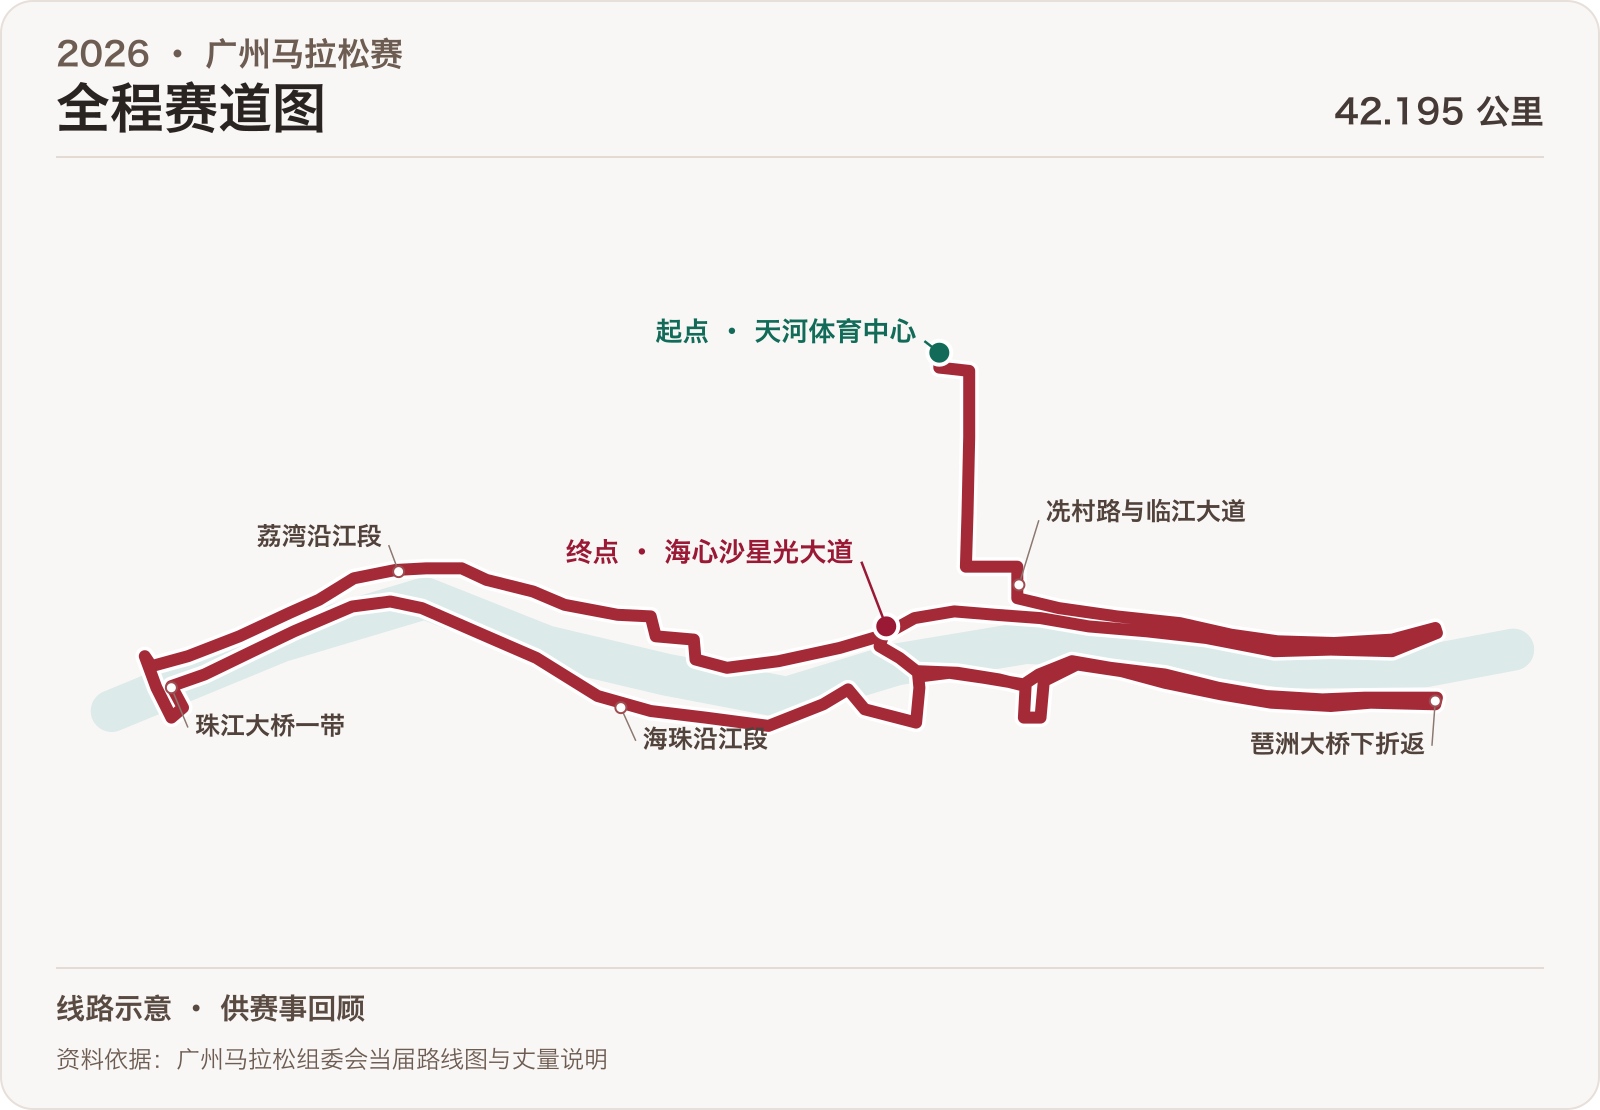 2026 · 广州马拉松赛
全程赛道图
42.195 公里
起点 · 天河体育中心
冼村路与临江大道
荔湾沿江段
终点 · 海心沙星光大道
珠江大桥一带
海珠沿江段
琶洲大桥下折返
线路示意 · 供赛事回顾
资料依据：广州马拉松组委会当届路线图与丈量说明